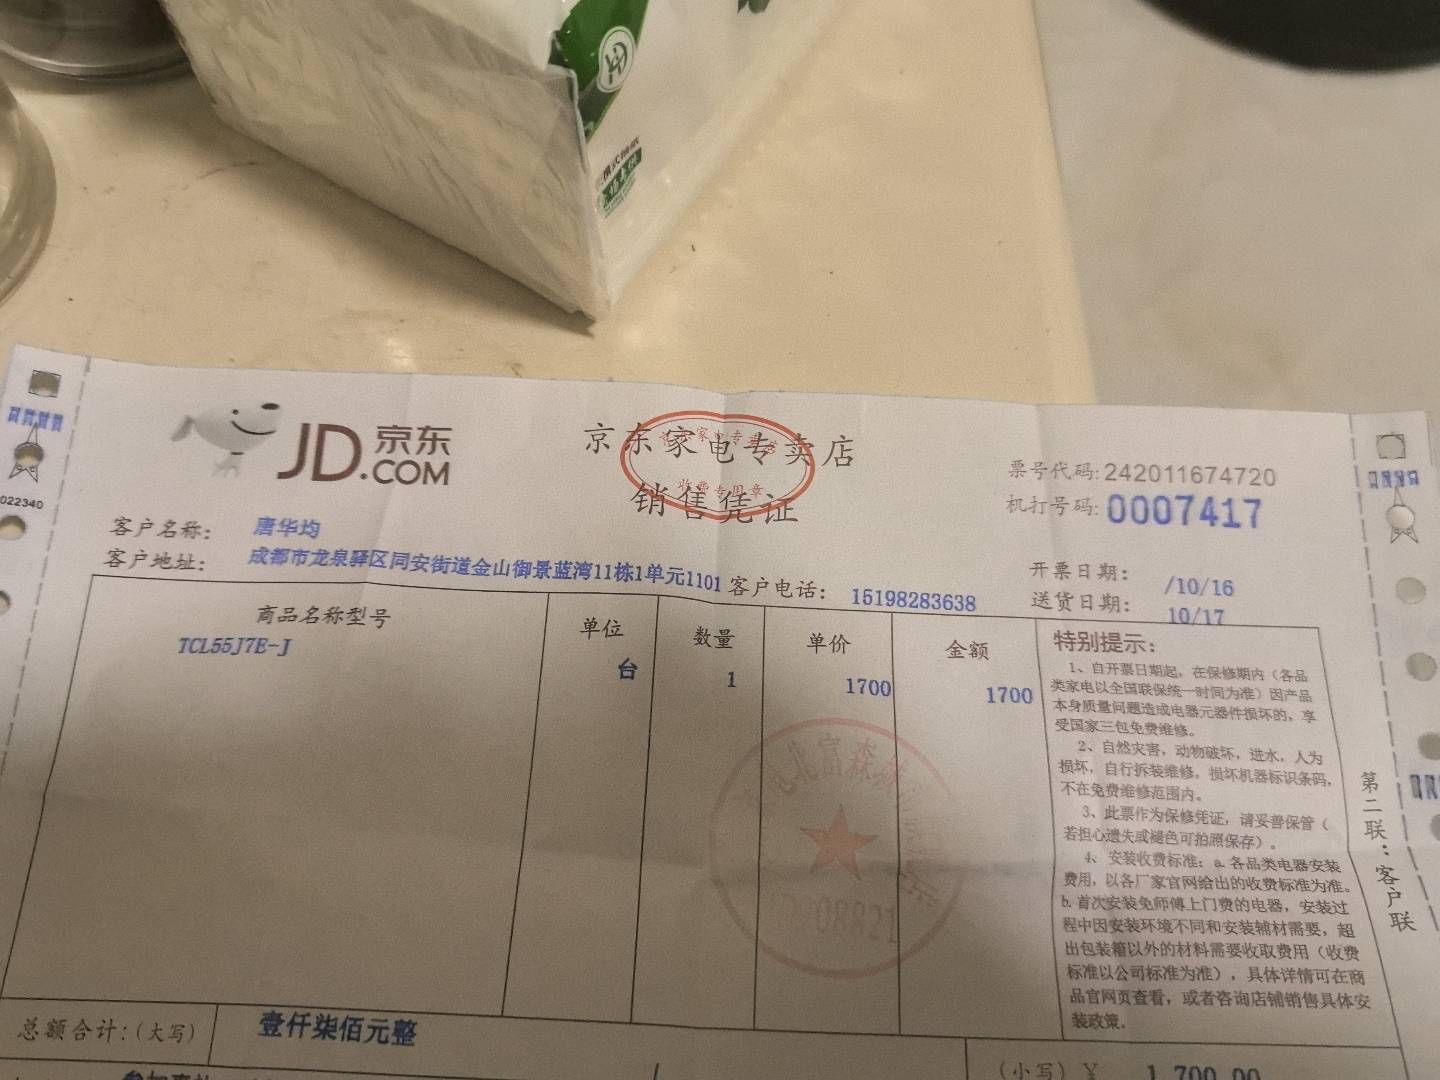 JD.京东
.COM
京东家电专卖店
收费专用章
销售凭证
票号代码:242011674720
机打号码:0007417
022340
客户名称: 唐华均
客户地址: 成都市龙泉驿区同安街道金山御景蓝湾11栋1单元1101 客户电话: 15198283638
开票日期: /10/16
送货日期: 10/17
商品名称型号 单位 数量 单价 金额
TCL55J7E-J 台 1 1700 1700
08821
特别提示:
1、自开票日期起，在保修期内（各品
类家电以全国联保统一时间为准）因产品
本身质量问题造成电器元器件损坏的，享
受国家三包免费维修。
2、自然灾害，动物破坏，进水，人为
损坏，自行拆装维修，损坏机器标识条码，
不在免费维修范围内。
3、此票作为保修凭证，请妥善保管（
若担心遗失或褪色可拍照保存）。
4、安装收费标准：a.各品类电器安装
费用，以各厂家官网给出的收费标准为准。
b.首次安装免师傅上门费的电器，安装过
程中因安装环境不同和安装辅材需要，超
出包装箱以外的材料需要收取费用（收费
标准以公司标准为准），具体详情可在商
品官网页查看，或者咨询店铺销售具体安
装政策.
第二联：客户联
总额合计:(大写) 壹仟柒佰元整
(小写) ¥ 1,700.00